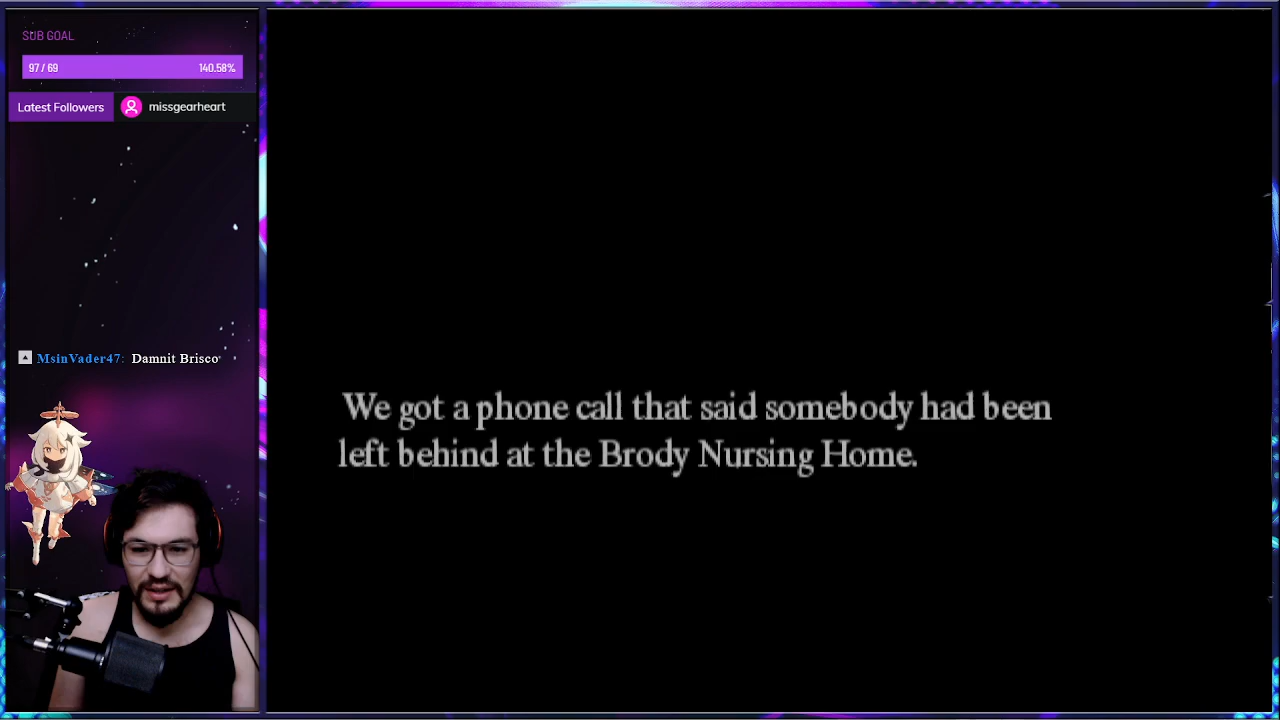 SUB GOAL
97 / 69 140.58%
Latest Followers missgearheart
MsinVader47: Damnit Brisco
We got a phone call that said somebody had been
left behind at the Brody Nursing Home.